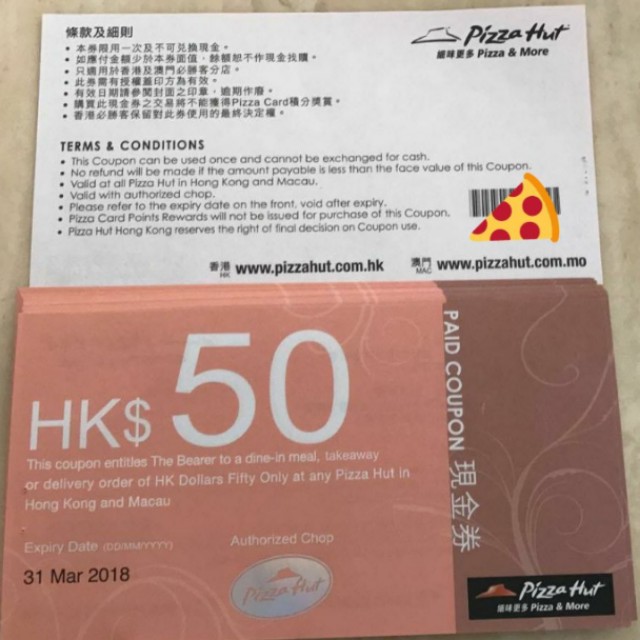 條款及細則
Pizza Hut
繽味更多 Pizza & More
• 本券限用一次及不可兌換現金。
• 如應付金額少於本券面值，餘額恕不作現金找贖。
• 只適用於香港及澳門必勝客分店。
• 此券需有授權蓋印方為有效。
• 有效日期請參閱封面之印章，逾期作廢。
• 購買此現金券之交易將不能獲得Pizza Card積分獎賞。
• 香港必勝客保留對此券使用的最終決定權。
TERMS & CONDITIONS
• This Coupon can be used once and cannot be exchanged for cash.
• No refund will be made if the amount payable is less than the face value of this Coupon.
• Valid at all Pizza Hut in Hong Kong and Macau.
• Valid with authorized chop.
• Please refer to the expiry date on the front, void after expiry.
• Pizza Card Points Rewards will not be issued for purchase of this Coupon.
• Pizza Hut Hong Kong reserves the right of final decision on Coupon use.
香港 HK www.pizzahut.com.hk 澳門 MAC www.pizzahut.com.mo
HK$ 50
This coupon entitles The Bearer to a dine-in meal, takeaway
or delivery order of HK Dollars Fifty Only at any Pizza Hut in
Hong Kong and Macau
Expiry Date (DD/MM/YYYY)
Authorized Chop
31 Mar 2018
Pizza Hut
PAID COUPON 現金券
Pizza Hut
繽味更多 Pizza & More